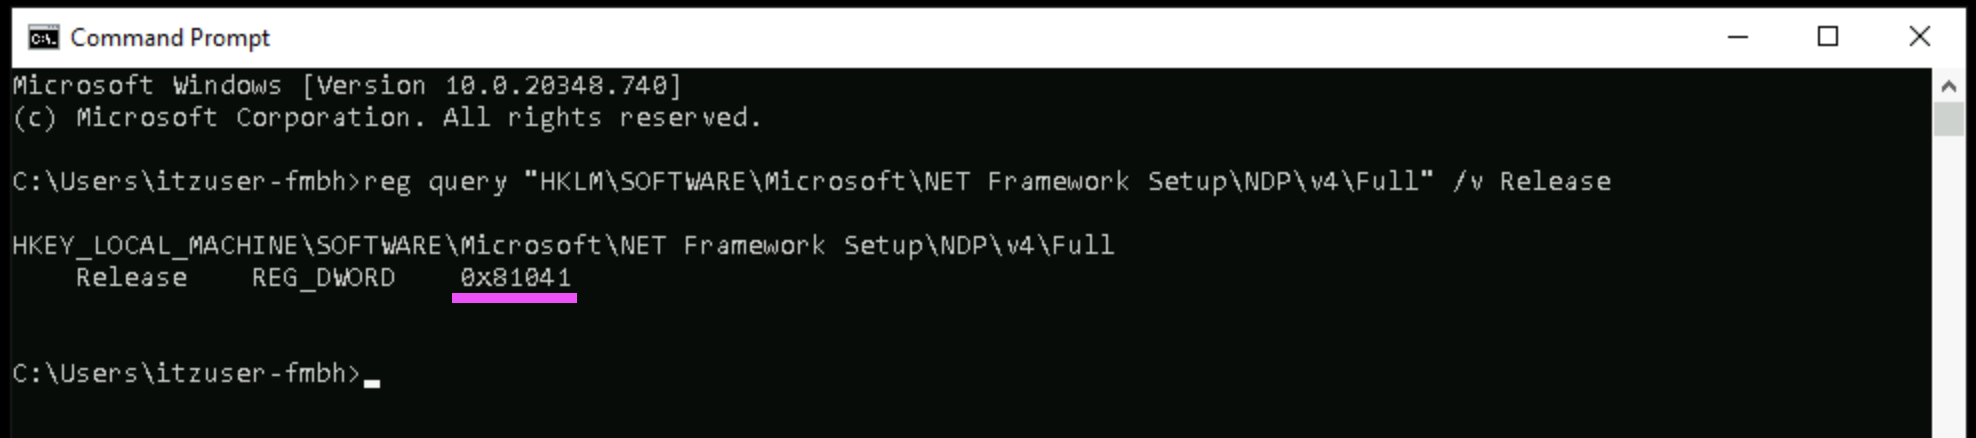 Command Prompt
Microsoft Windows [Version 10.0.20348.740]
(c) Microsoft Corporation. All rights reserved.
C:\Users\itzuser-fmbh>reg query "HKLM\SOFTWARE\Microsoft\NET Framework Setup\NDP\v4\Full" /v Release
HKEY_LOCAL_MACHINE\SOFTWARE\Microsoft\NET Framework Setup\NDP\v4\Full
    Release    REG_DWORD    0x81041
C:\Users\itzuser-fmbh>